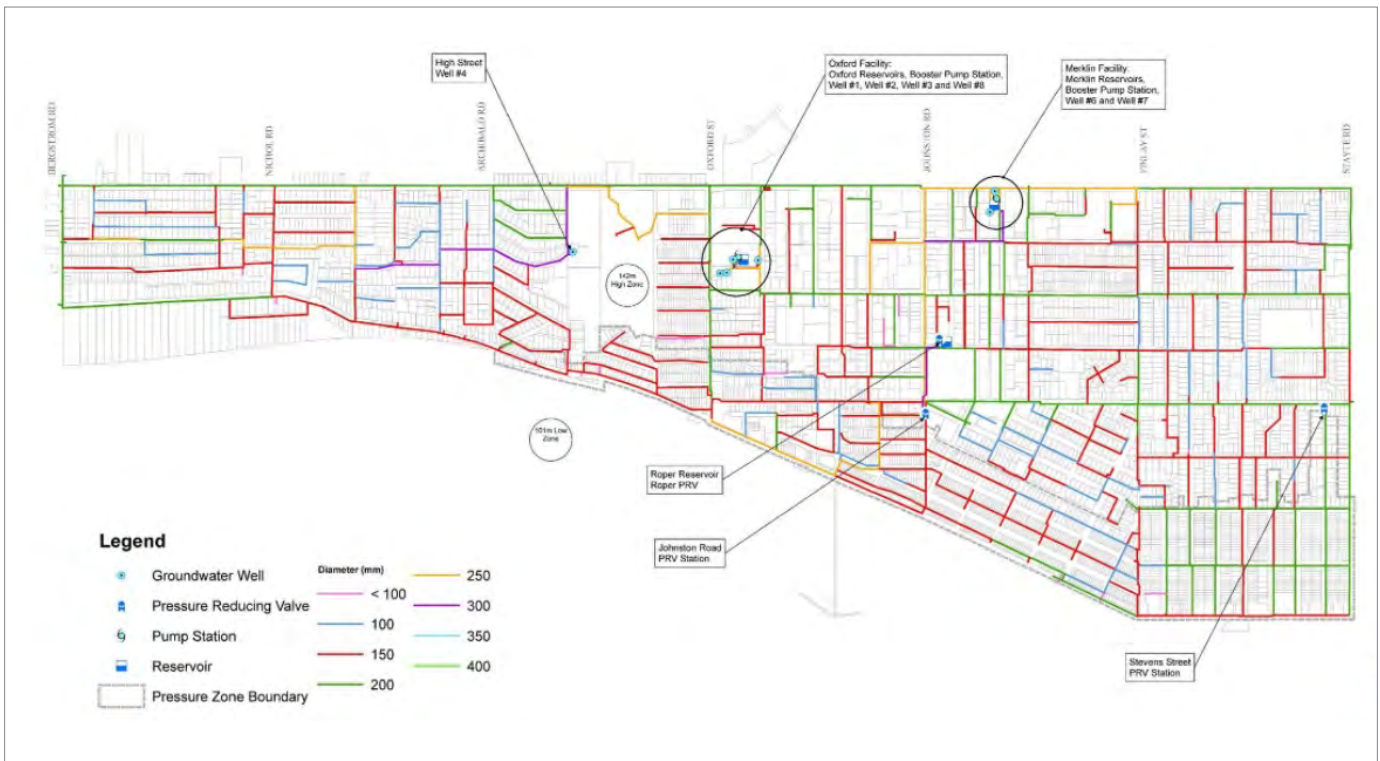 High Street
Well #4
Oxford Facility:
Oxford Reservoirs, Booster Pump Station,
Well #1, Well #2, Well #3 and Well #8
Merklin Facility:
Merklin Reservoirs,
Booster Pump Station,
Well #6 and Well #7
BERGSTROM RD
NICHOL RD
ARCHIBALD RD
OXFORD ST
JOHNSTON RD
FINLAY ST
STAYTE RD
142m
High Zone
101m Low
Zone
Roper Reservoir
Roper PRV
Johnston Road
PRV Station
Stevens Street
PRV Station
Legend
Groundwater Well
Pressure Reducing Valve
Pump Station
Reservoir
Pressure Zone Boundary
Diameter (mm)
< 100
100
150
200
250
300
350
400